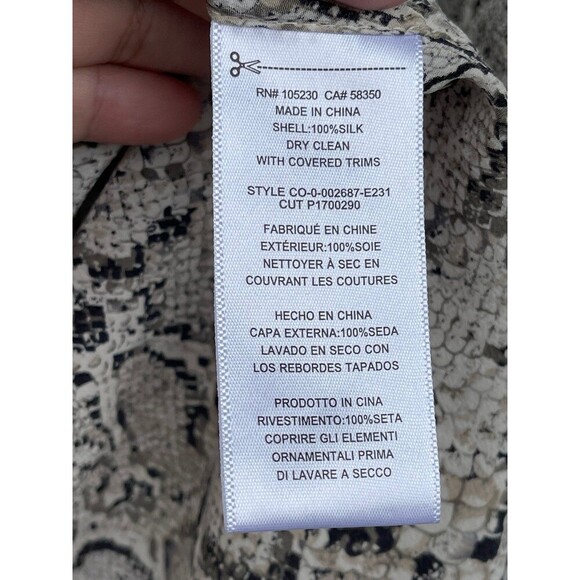 RN# 105230 CA# 58350
MADE IN CHINA
SHELL:100%SILK
DRY CLEAN
WITH COVERED TRIMS
STYLE CO-0-002687-E231
CUT P1700290
FABRIQUÉ EN CHINE
EXTÉRIEUR:100%SOIE
NETTOYER À SEC EN
COUVRANT LES COUTURES
HECHO EN CHINA
CAPA EXTERNA:100%SEDA
LAVADO EN SECO CON
LOS REBORDES TAPADOS
PRODOTTO IN CINA
RIVESTIMENTO:100%SETA
COPRIRE GLI ELEMENTI
ORNAMENTALI PRIMA
DI LAVARE A SECCO